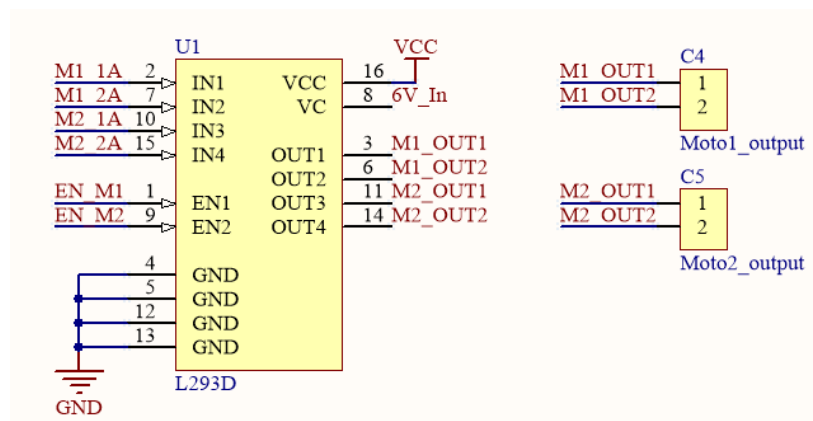 U1
M1_1A 2 IN1
M1_2A 7 IN2
M2_1A 10 IN3
M2_2A 15 IN4
EN_M1 1 EN1
EN_M2 9 EN2
4 GND
5 GND
12 GND
13 GND
GND
VCC
VCC 16
VC 8 6V_In
OUT1 3 M1_OUT1
OUT2 6 M1_OUT2
OUT3 11 M2_OUT1
OUT4 14 M2_OUT2
L293D
C4
M1_OUT1 1
M1_OUT2 2
Moto1_output
C5
M2_OUT1 1
M2_OUT2 2
Moto2_output